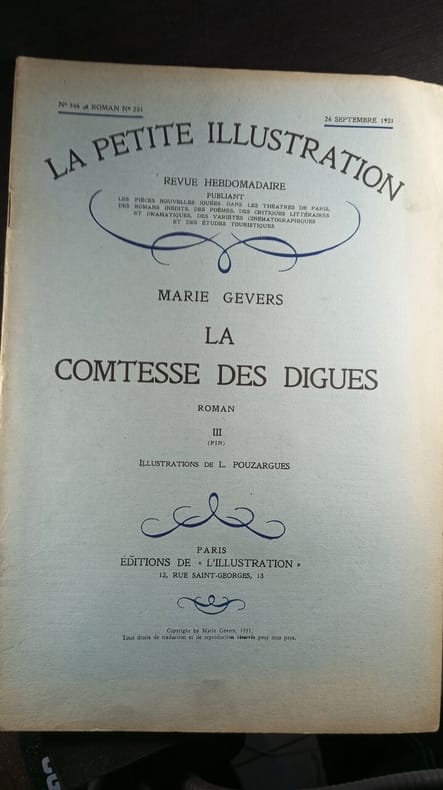 Nº 546 ROMAN Nº 251
26 SEPTEMBRE 1931
LA PETITE ILLUSTRATION
REVUE HEBDOMADAIRE
PUBLIANT
LES PIÈCES NOUVELLES JOUÉES DANS LES THÉATRES DE PARIS,
DES ROMANS INÉDITS, DES POÈMES, DES CRITIQUES LITTÉRAIRES
ET DRAMATIQUES, DES VARIÉTÉS CINÉMATOGRAPHIQUES
ET DES ÉTUDES TOURISTIQUES
MARIE GEVERS
LA
COMTESSE DES DIGUES
ROMAN
III
(FIN)
ILLUSTRATIONS DE L. POUZARGUES
PARIS
ÉDITIONS DE « L'ILLUSTRATION »
13, RUE SAINT-GEORGES, 13
Copyright by Marie Gevers, 1931.
Tous droits de traduction et de reproduction réservés pour tous pays.